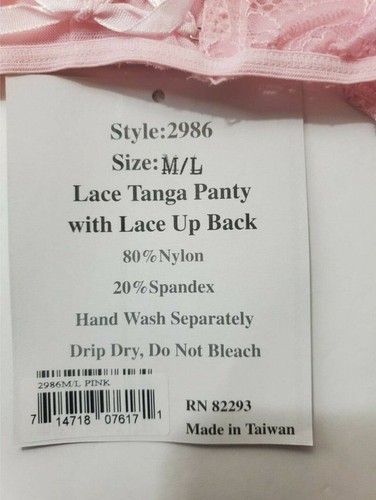 Style:2986
Size:M/L
Lace Tanga Panty
with Lace Up Back
80%Nylon
20%Spandex
Hand Wash Separately
Drip Dry, Do Not Bleach
2986M/L PINK
7 14718 07617 1
RN 82293
Made in Taiwan